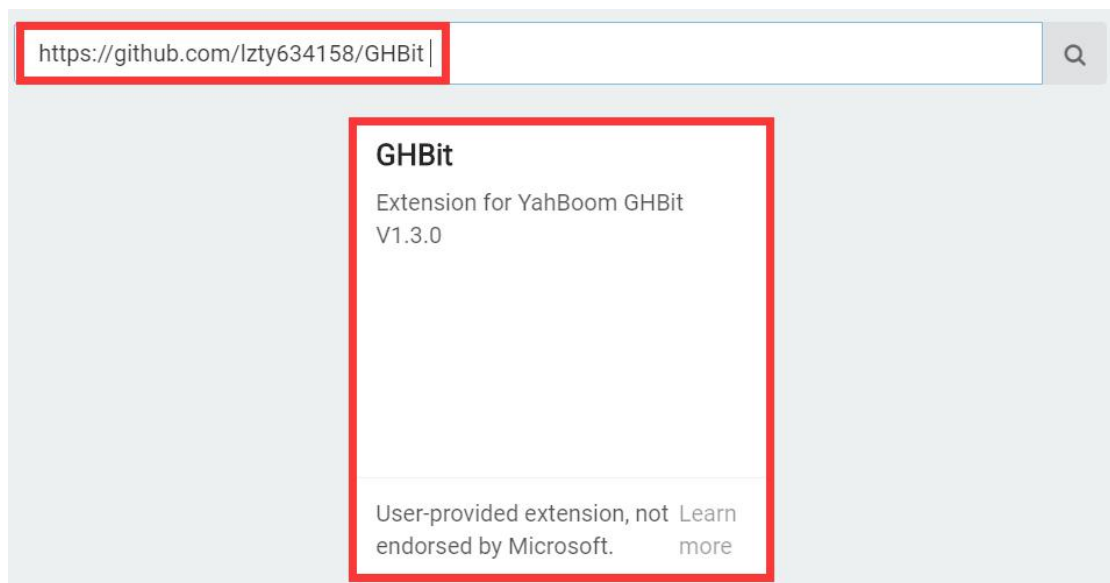 https://github.com/lzty634158/GHBit
GHBit
Extension for YahBoom GHBit
V1.3.0
User-provided extension, not
endorsed by Microsoft.
Learn
more